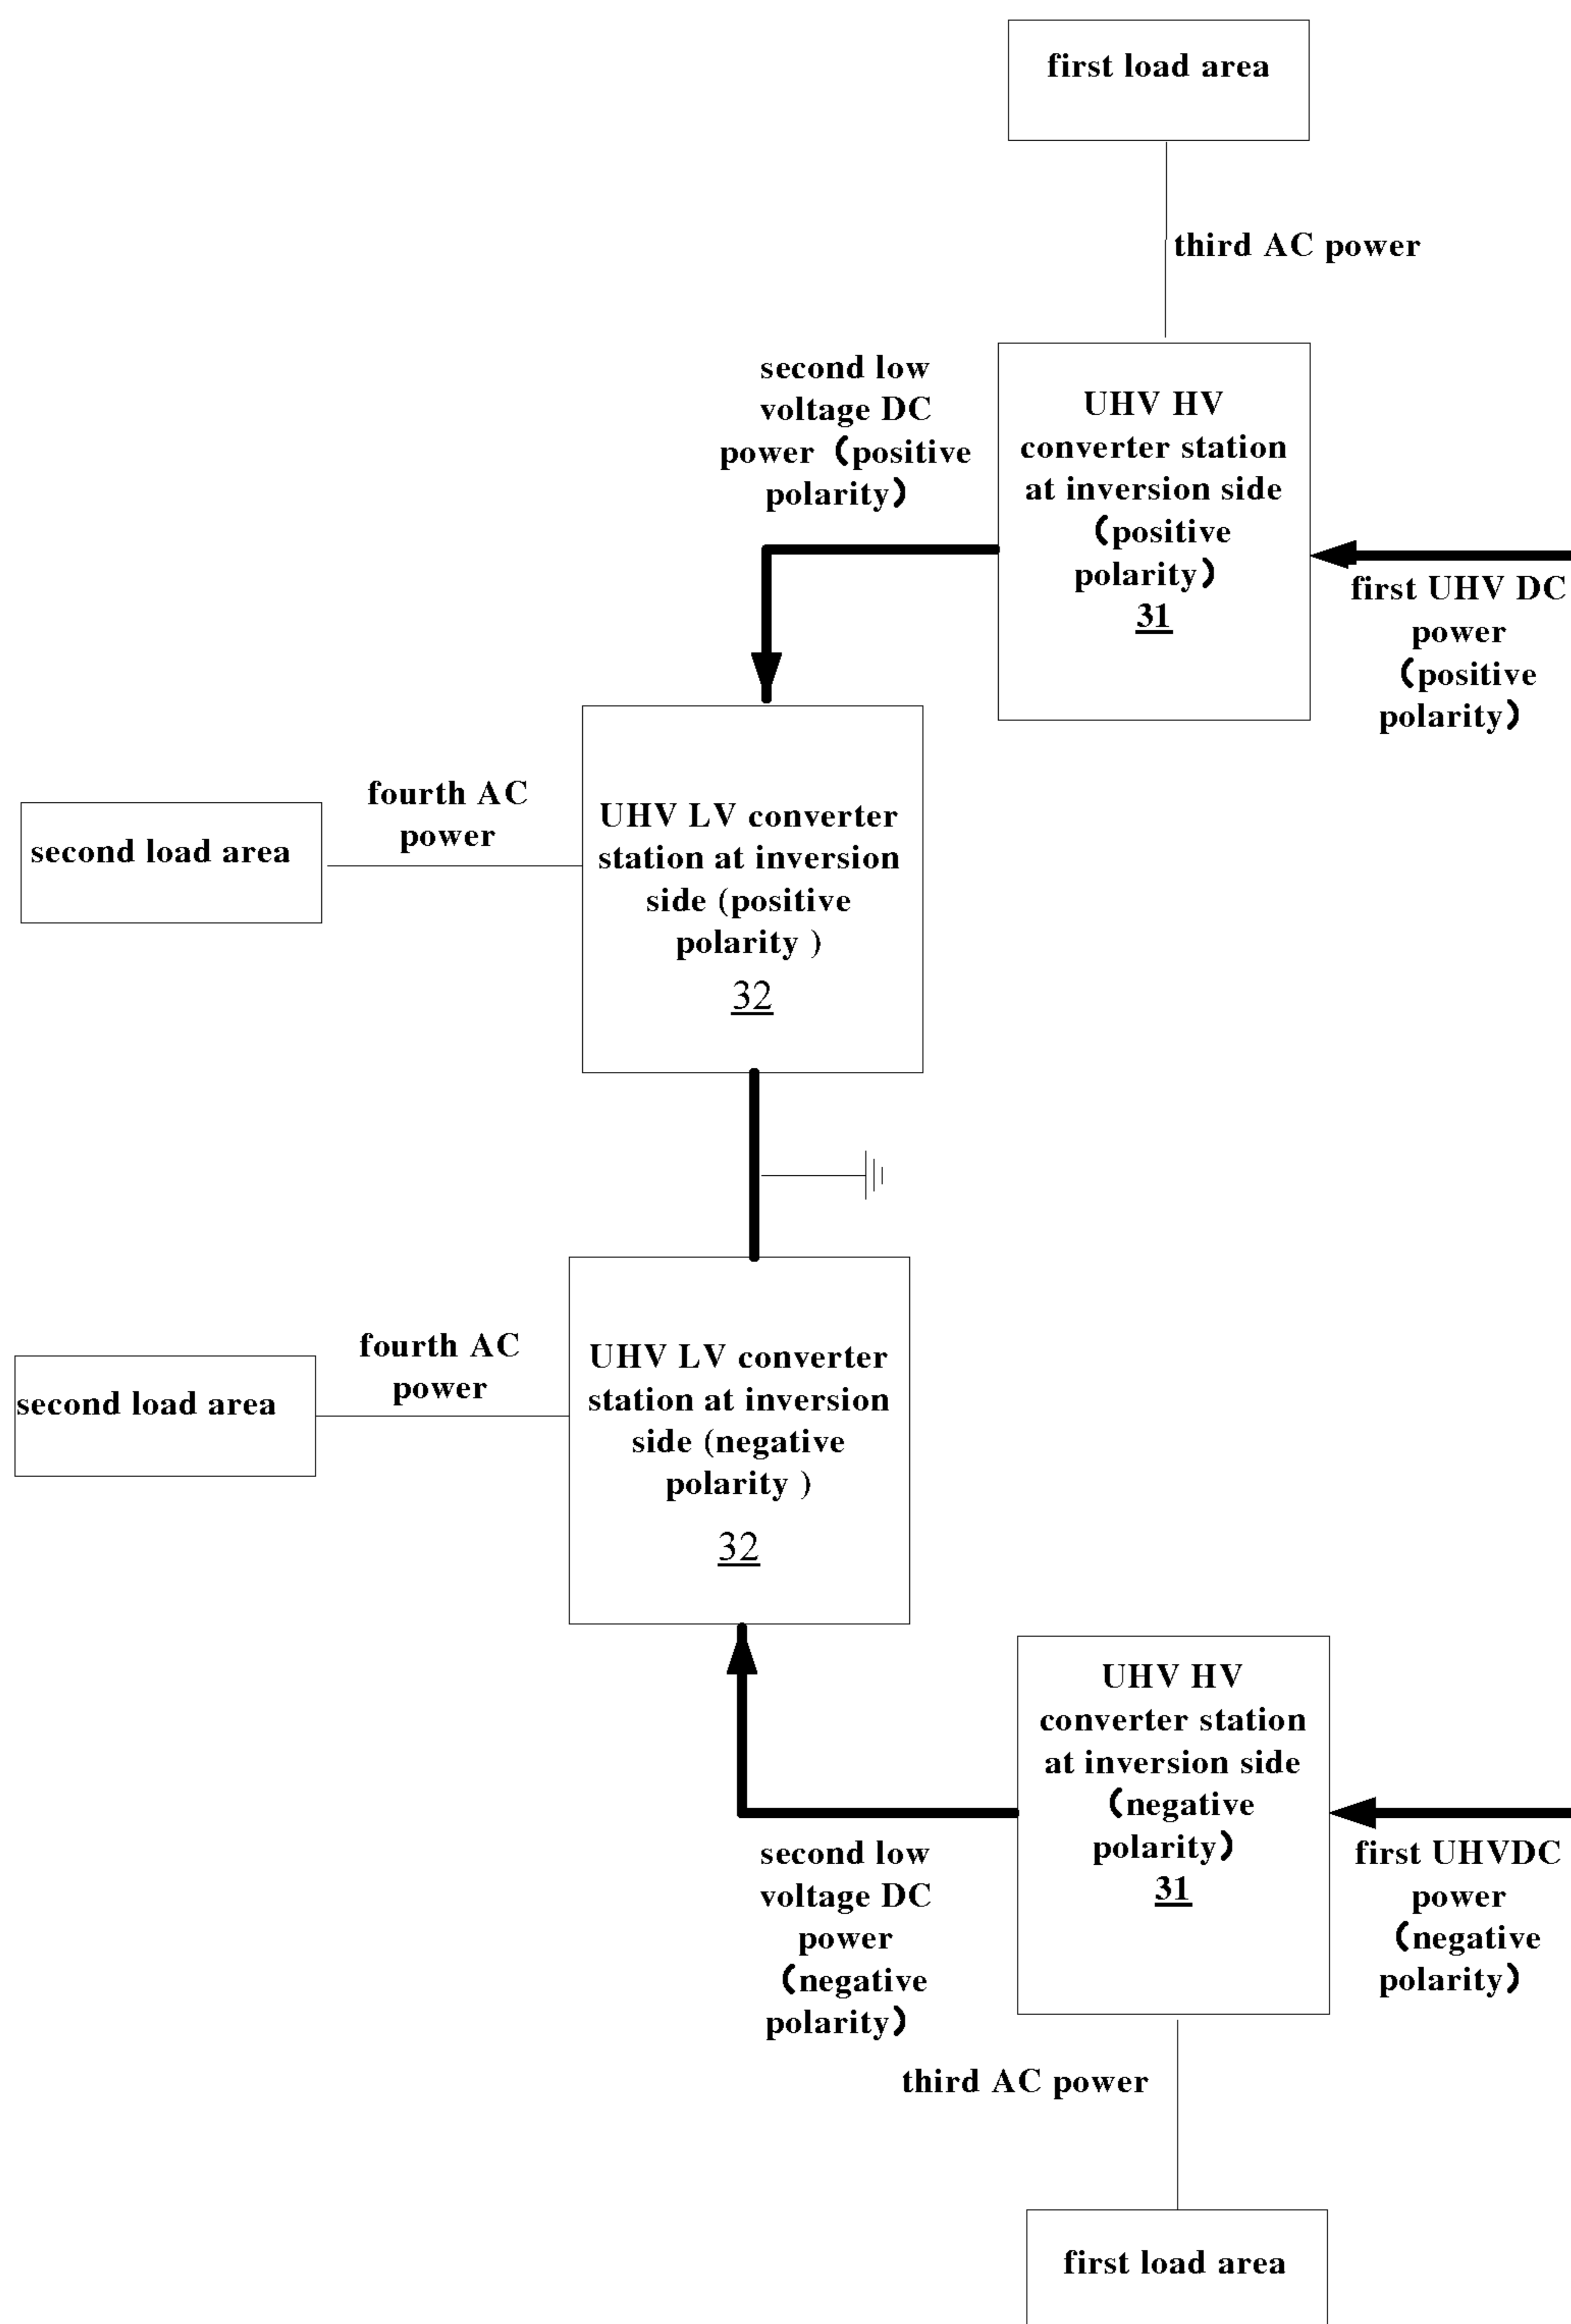 first load area
third AC power
second low
voltage DC
power（positive
polarity）
UHV HV
converter station
at inversion side
（positive
polarity）
31
first UHV DC
power
（positive
polarity）
fourth AC
power
second load area
UHV LV converter
station at inversion
side (positive
polarity )
32
fourth AC
power
second load area
UHV LV converter
station at inversion
side (negative
polarity )
32
UHV HV
converter station
at inversion side
（negative
polarity）
31
second low
voltage DC
power
（negative
polarity）
first UHVDC
power
（negative
polarity）
third AC power
first load area